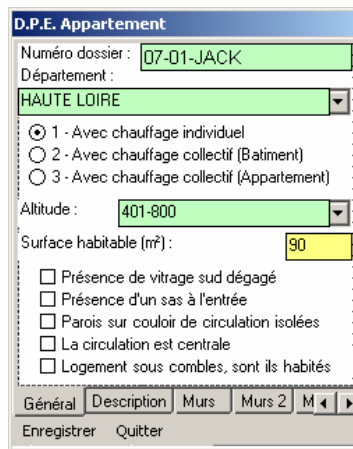 D.P.E. Appartement
Numéro dossier : 07-01-JACK
Département :
HAUTE LOIRE
1 - Avec chauffage individuel
2 - Avec chauffage collectif (Batiment)
3 - Avec chauffage collectif (Appartement)
Altitude : 401-800
Surface habitable (m²) : 90
Présence de vitrage sud dégagé
Présence d'un sas à l'entrée
Parois sur couloir de circulation isolées
La circulation est centrale
Logement sous combles, sont ils habités
Général Description Murs Murs 2 M
Enregistrer Quitter